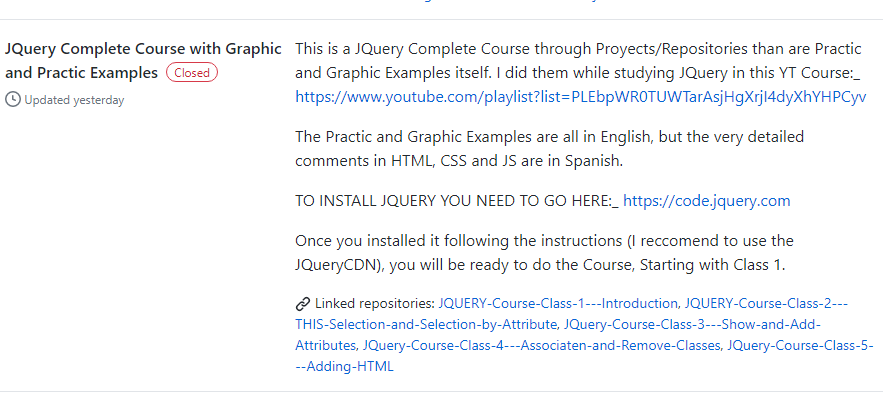 JQuery Complete Course with Graphic
and Practic Examples Closed
Updated yesterday
This is a JQuery Complete Course through Proyects/Repositories than are Practic
and Graphic Examples itself. I did them while studying JQuery in this YT Course:_
https://www.youtube.com/playlist?list=PLEbpWR0TUWTarAsjHgXrjI4dyXhYHPCyv
The Practic and Graphic Examples are all in English, but the very detailed
comments in HTML, CSS and JS are in Spanish.
TO INSTALL JQUERY YOU NEED TO GO HERE:_ https://code.jquery.com
Once you installed it following the instructions (I reccomend to use the
JQueryCDN), you will be ready to do the Course, Starting with Class 1.
Linked repositories: JQUERY-Course-Class-1---Introduction, JQUERY-Course-Class-2---
THIS-Selection-and-Selection-by-Attribute, JQuery-Course-Class-3---Show-and-Add-
Attributes, JQuery-Course-Class-4---Associaten-and-Remove-Classes, JQuery-Course-Class-5-
--Adding-HTML